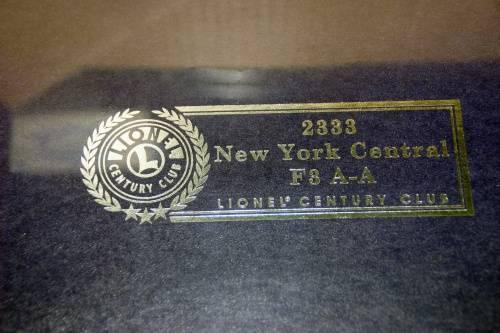 LIONEL
L
CENTURY CLUB
2333
New York Central
F3 A-A
LIONEL® CENTURY CLUB